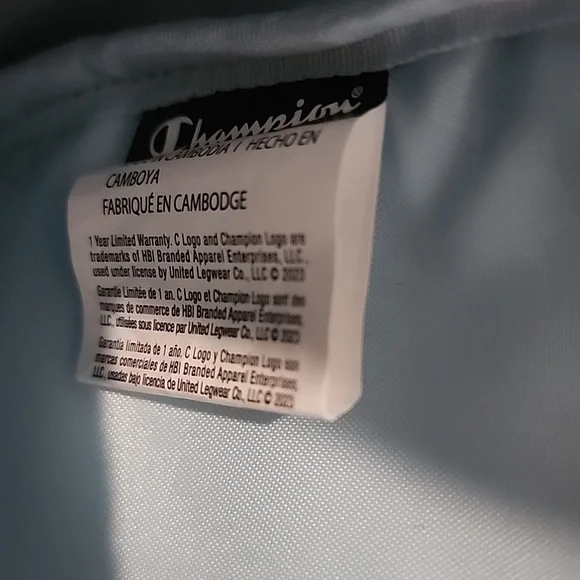 Champion®
IN CAMBODIA / HECHO EN
CAMBOYA
FABRIQUÉ EN CAMBODGE
1 Year Limited Warranty. C Logo and Champion Logo are
trademarks of HBI Branded Apparel Enterprises, LLC.,
used under license by United Legwear Co., LLC © 2023
Garantie Limitée de 1 an. C Logo et Champion Logo sont des
marques de commerce de HBI Branded Apparel Enterprises,
LLC., utilisées sous licence par United Legwear Co., LLC © 2023
Garantía limitada de 1 año. C Logo y Champion Logo son
marcas comerciales de HBI Branded Apparel Enterprises,
LLC., usadas bajo licencia de United Legwear Co., LLC © 2023